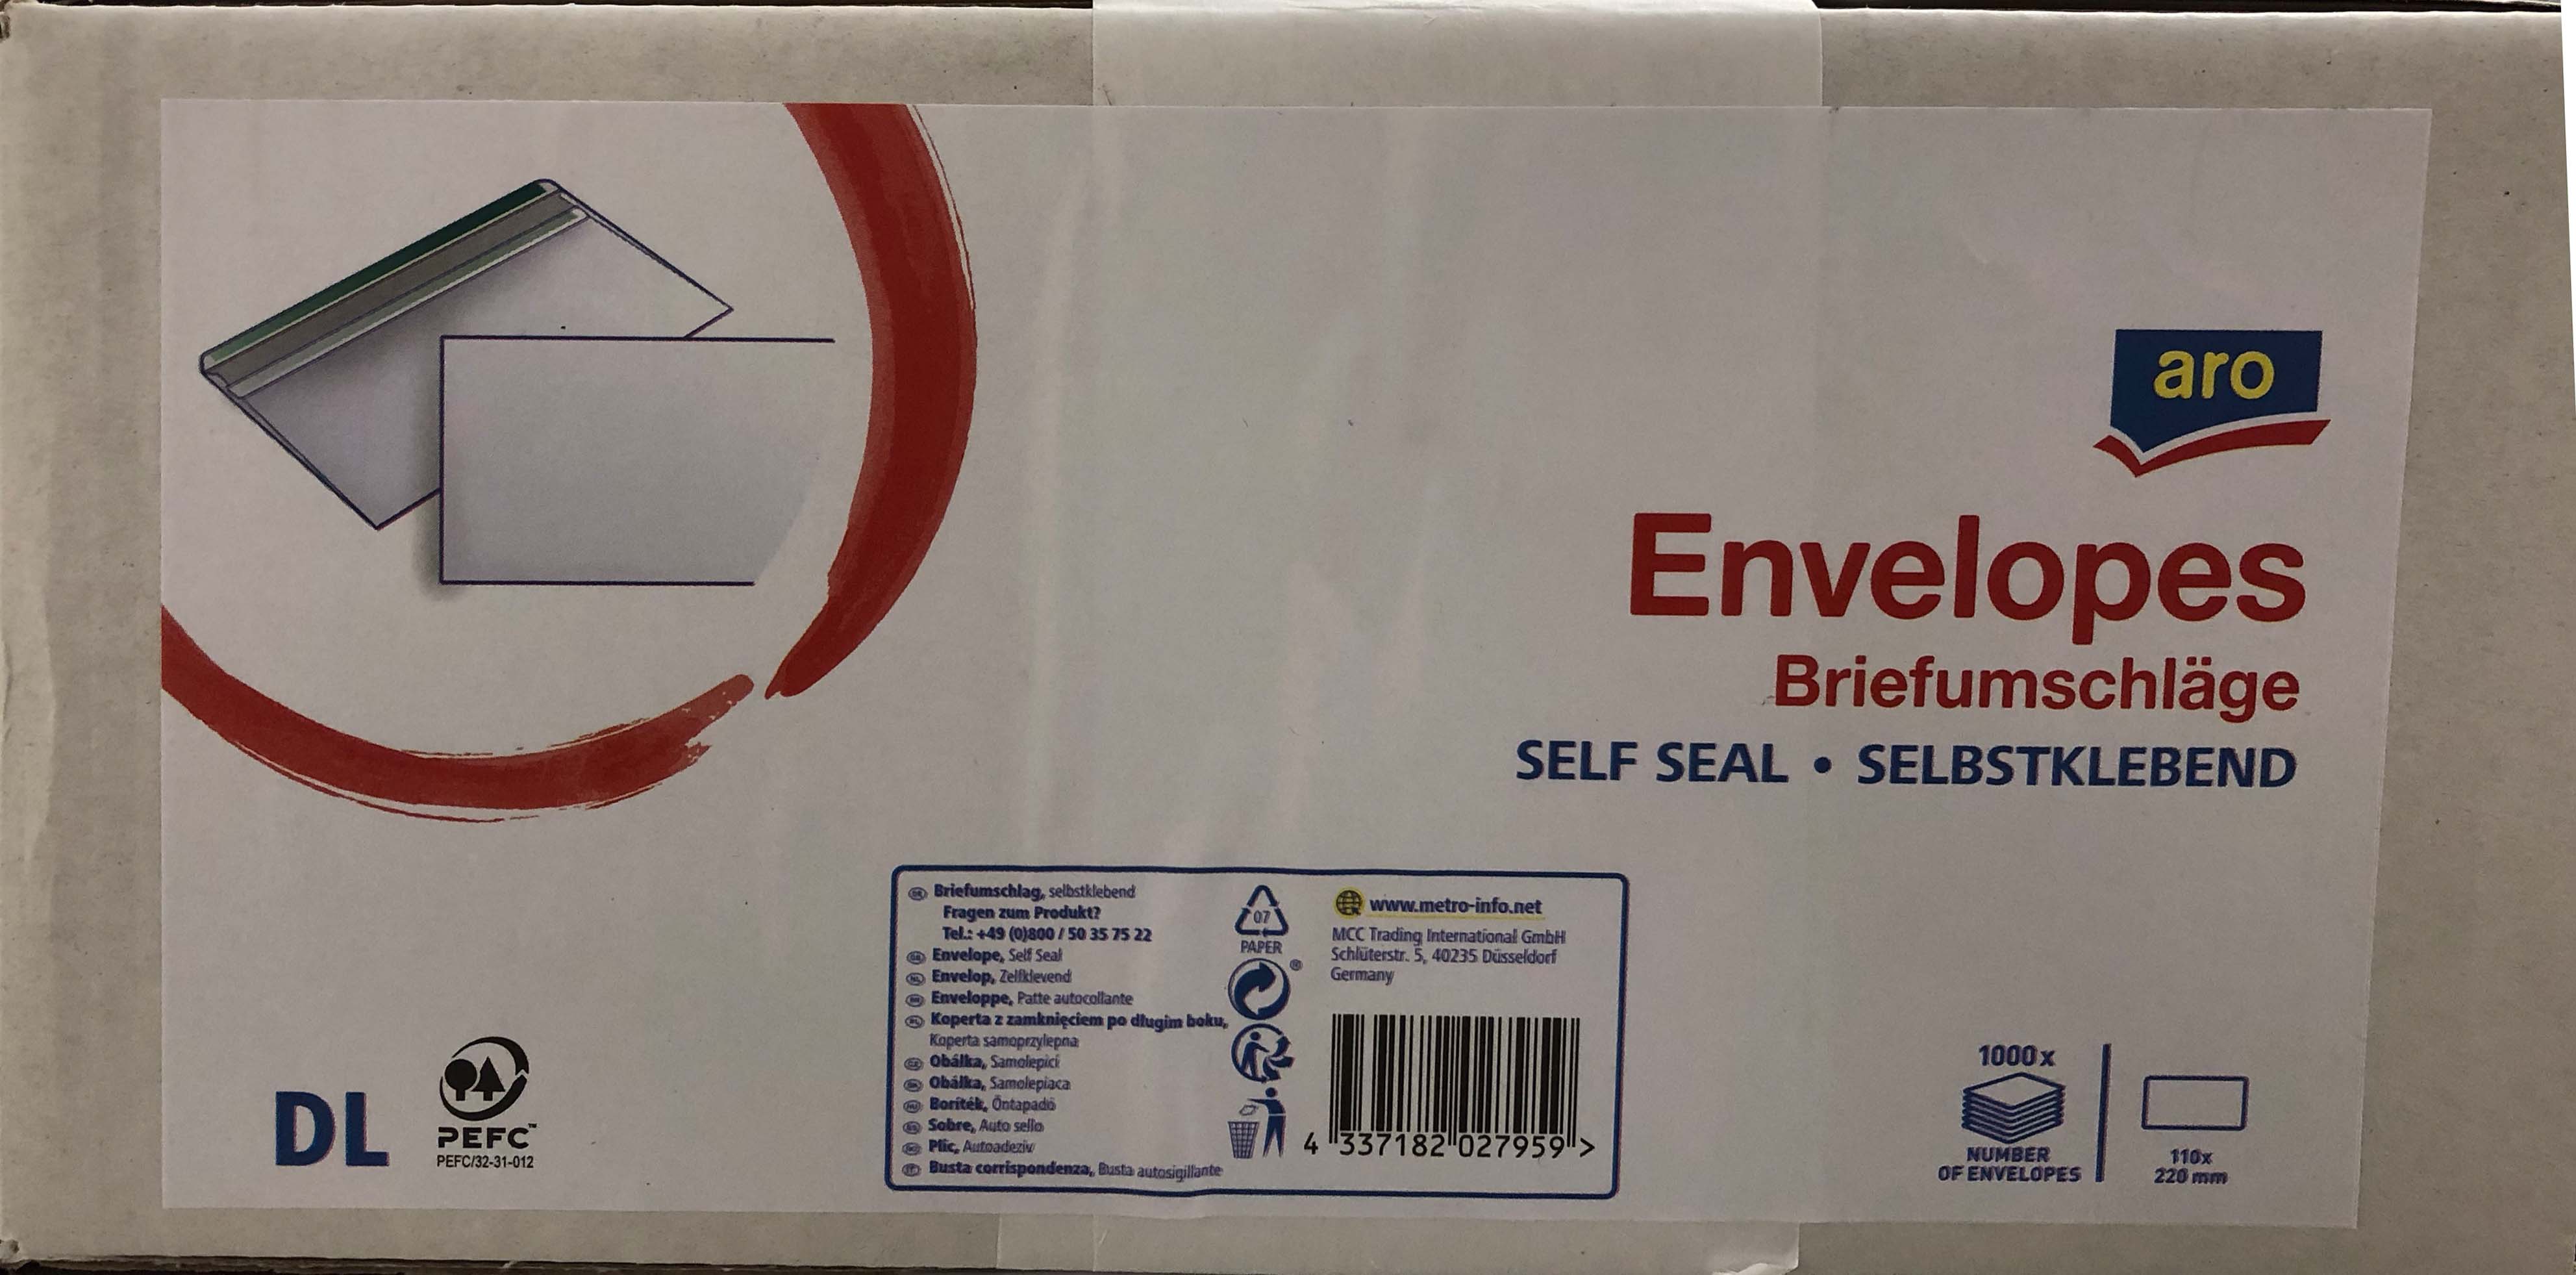 aro
Envelopes
Briefumschläge
SELF SEAL • SELBSTKLEBEND
DL
PEFC™
PEFC/32-31-012
Briefumschlag, selbstklebend
Fragen zum Produkt?
Tel.: +49 (0)800 / 50 35 75 22
Envelope, Self Seal
Envelop, Zelfklevend
Enveloppe, Patte autocollante
Koperta z zamknięciem po długim boku,
Koperta samoprzylepna
Obálka, Samolepicí
Obálka, Samolepiaca
Boríték, Öntapadó
Sobre, Auto sello
Plic, Autoadeziv
Busta corrispondenza, Busta autosigillante
07
PAPER
®
www.metro-info.net
MCC Trading International GmbH
Schlüterstr. 5, 40235 Düsseldorf
Germany
4 337182 027959 >
1000x
NUMBER
OF ENVELOPES
110x
220 mm